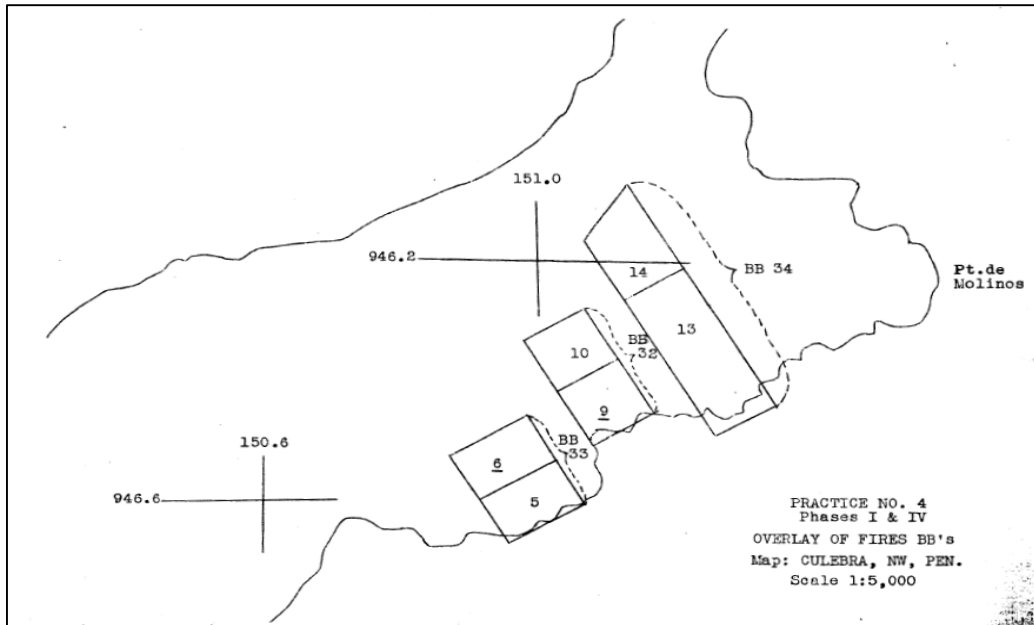 151.0
946.2
14
BB 34
Pt.de
Molinos
13
BB
32
10
9
150.6
BB
33
6
946.6
5
PRACTICE NO. 4
Phases I & IV
OVERLAY OF FIRES BB's
Map: CULEBRA, NW, PEN.
Scale 1:5,000